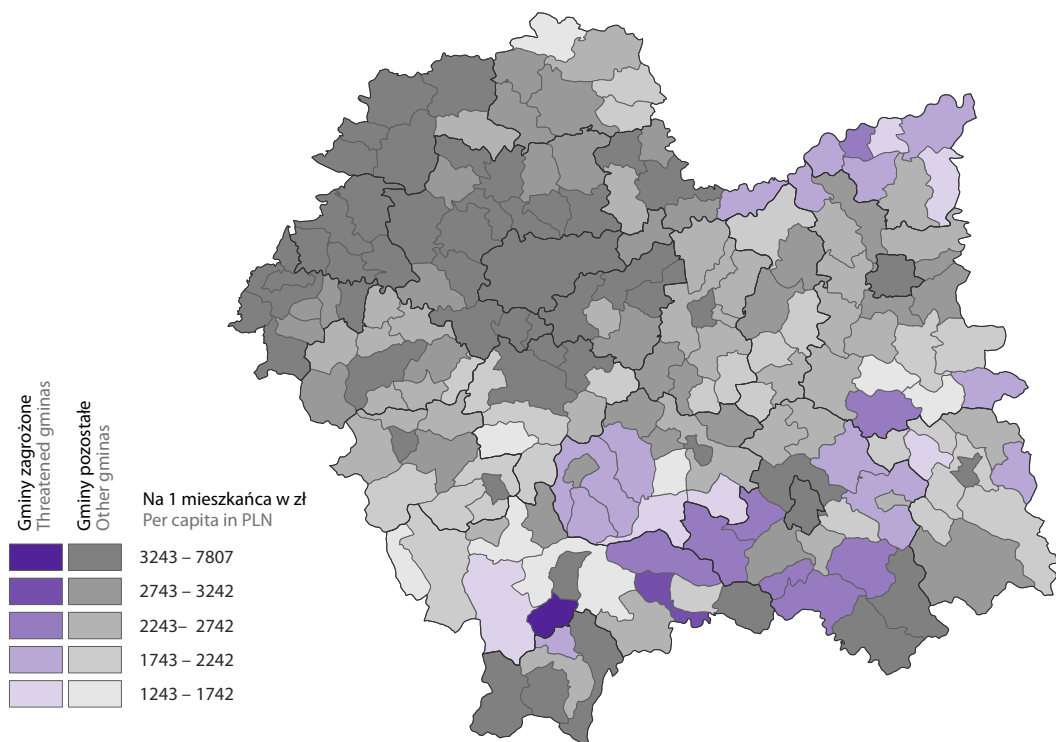 Gminy zagrożone
Threatened gminas
Gminy pozostałe
Other gminas
Na 1 mieszkańca w zł
Per capita in PLN
3243 – 7807
2743 – 3242
2243– 2742
1743 – 2242
1243 – 1742